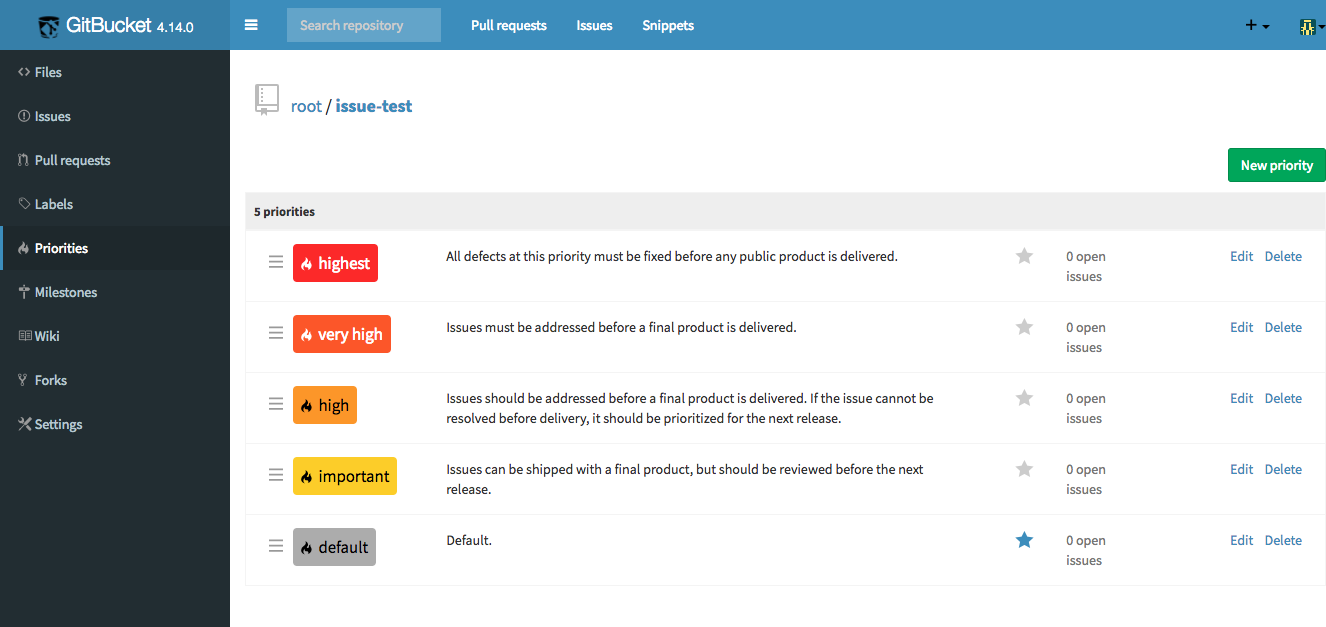 GitBucket 4.14.0
Search repository
Pull requests
Issues
Snippets
Files
Issues
Pull requests
Labels
Priorities
Milestones
Wiki
Forks
Settings
root / issue-test
New priority
5 priorities
highest
All defects at this priority must be fixed before any public product is delivered.
0 open
issues
Edit
Delete
very high
Issues must be addressed before a final product is delivered.
0 open
issues
Edit
Delete
high
Issues should be addressed before a final product is delivered. If the issue cannot be
resolved before delivery, it should be prioritized for the next release.
0 open
issues
Edit
Delete
important
Issues can be shipped with a final product, but should be reviewed before the next
release.
0 open
issues
Edit
Delete
default
Default.
0 open
issues
Edit
Delete